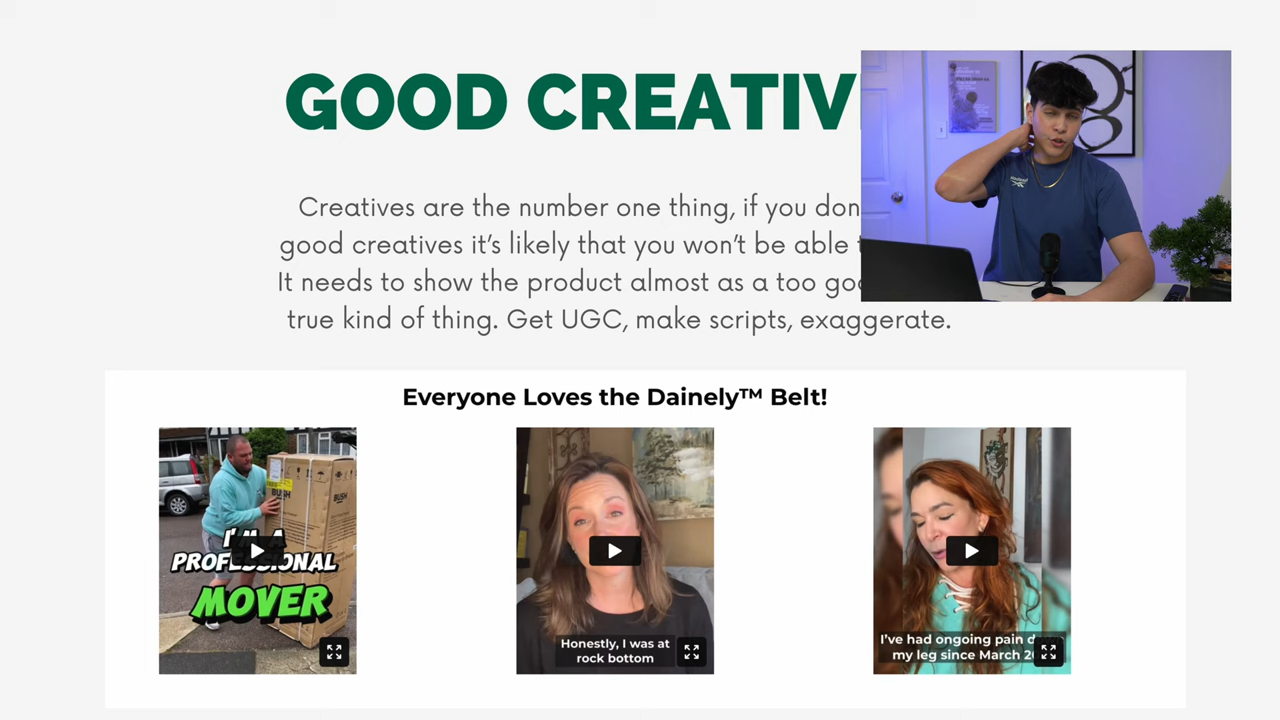 GOOD CREATIV
Creatives are the number one thing, if you don
good creatives it's likely that you won't be able
It needs to show the product almost as a too goo
true kind of thing. Get UGC, make scripts, exaggerate.
Everyone Loves the Dainely™ Belt!
BUSH
BUSH
I'M A
PROFESSIONAL
MOVER
Honestly, I was at
rock bottom
I've had ongoing pain
my leg since March